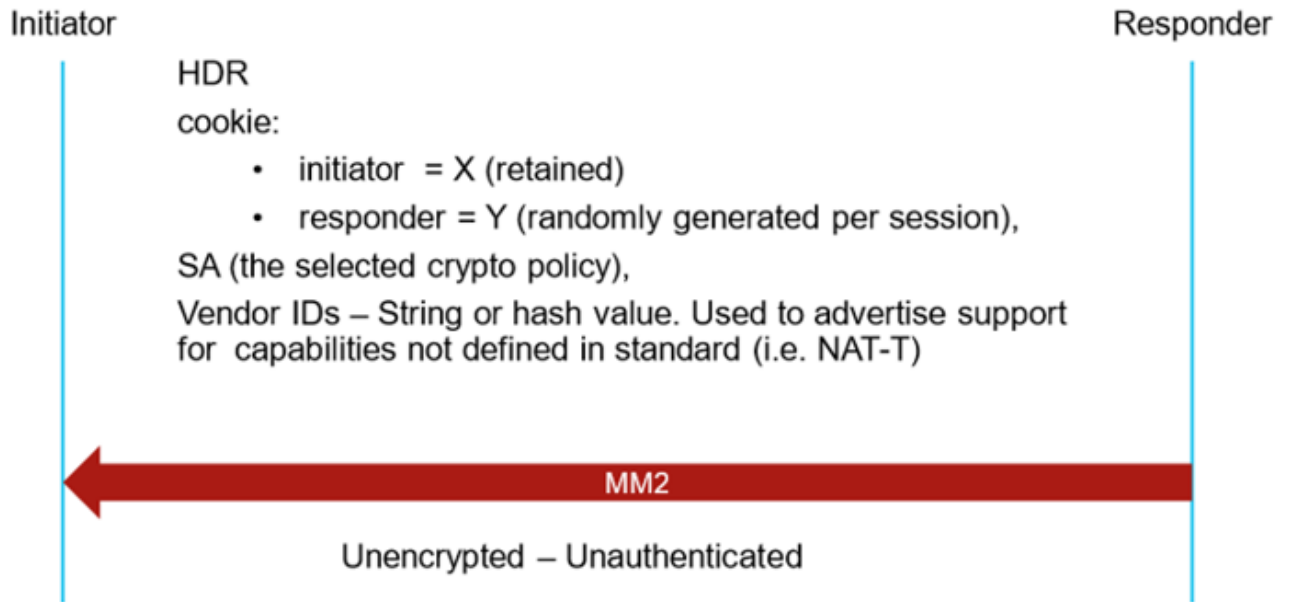 Initiator
Responder
HDR
cookie:
• initiator = X (retained)
• responder = Y (randomly generated per session),
SA (the selected crypto policy),
Vendor IDs – String or hash value. Used to advertise support
for capabilities not defined in standard (i.e. NAT-T)
MM2
Unencrypted – Unauthenticated